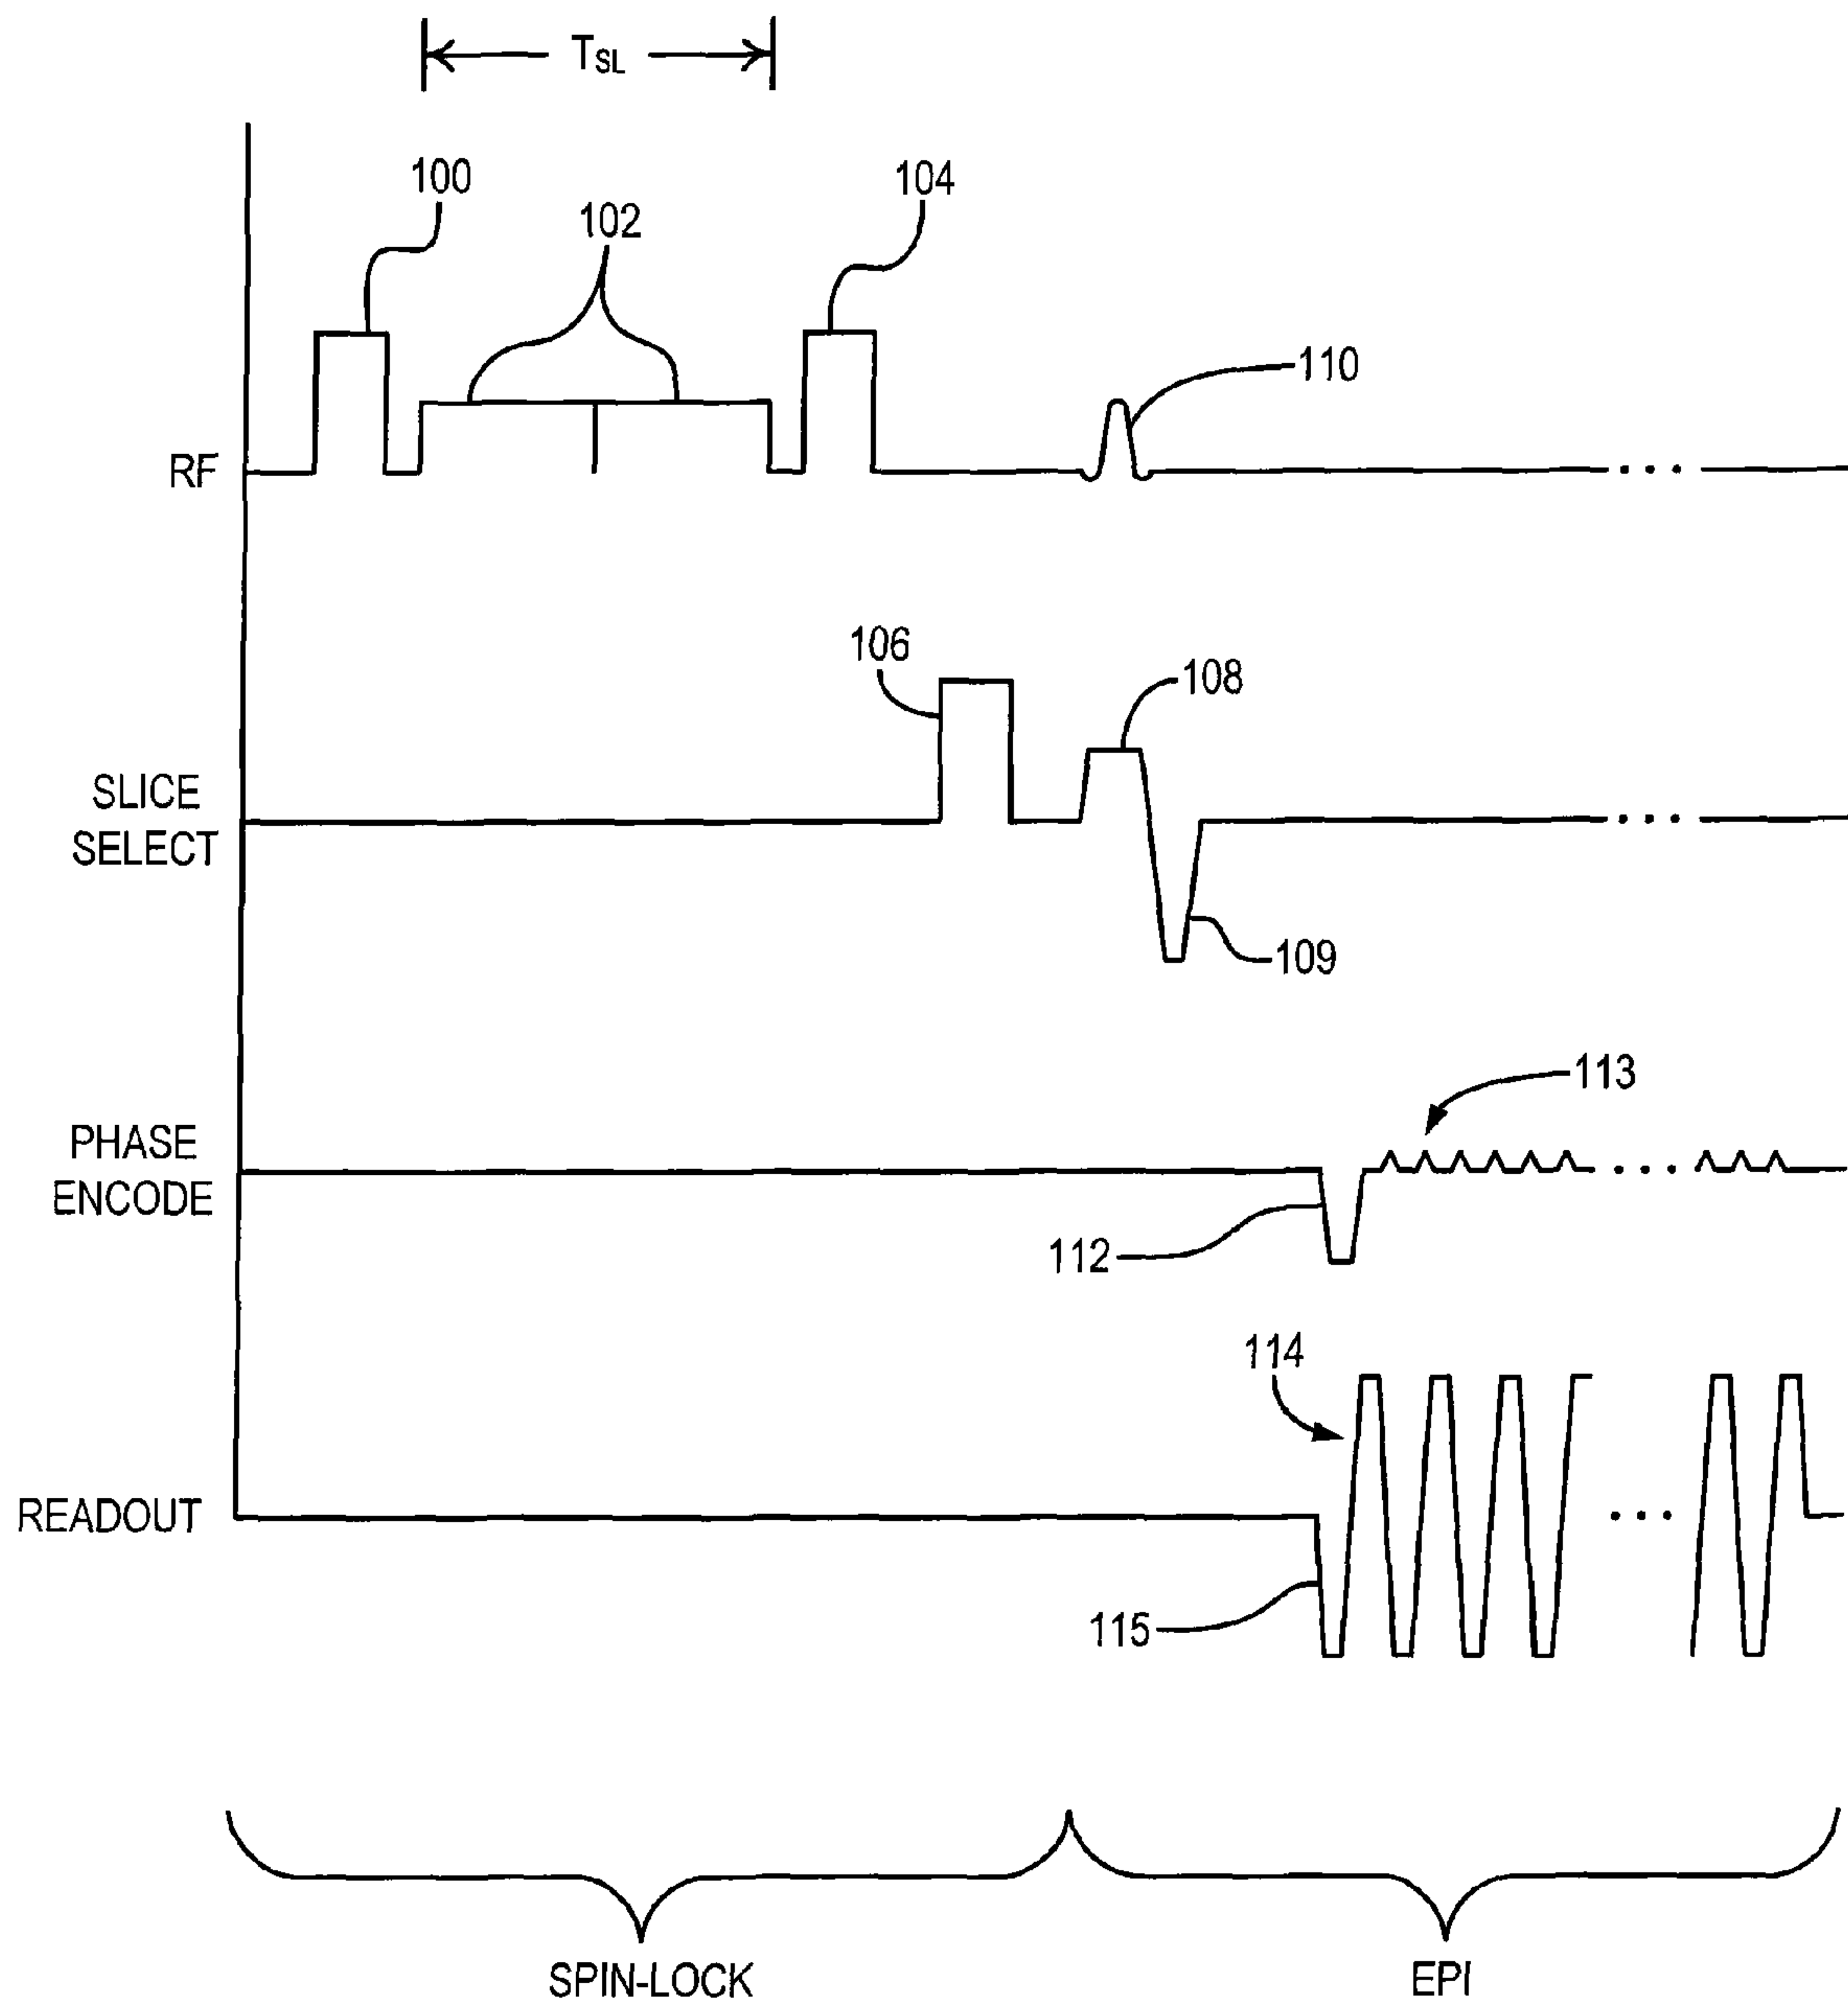 TSL
100
102
104
110
RF
106
108
SLICE
SELECT
109
113
PHASE
ENCODE
112
114
READOUT
115
SPIN-LOCK
EPI